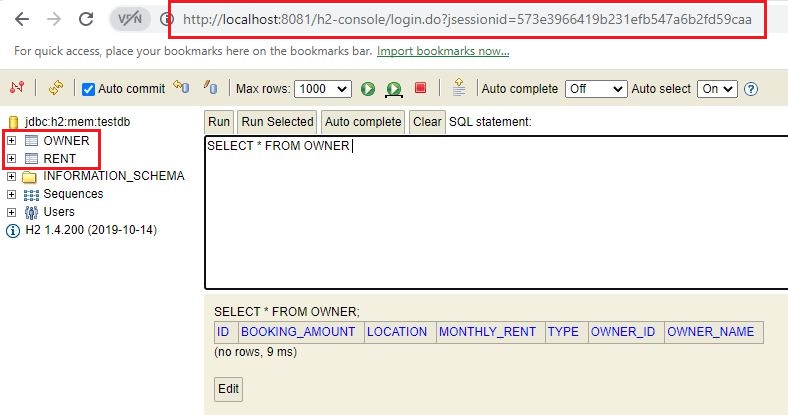 VPN http://localhost:8081/h2-console/login.do?jsessionid=573e3966419b231efb547a6b2fd59caa
For quick access, place your bookmarks here on the bookmarks bar. Import bookmarks now...
Auto commit Max rows: 1000 Auto complete Off Auto select On ?
jdbc:h2:mem:testdb
OWNER
RENT
INFORMATION_SCHEMA
Sequences
Users
H2 1.4.200 (2019-10-14)
Run Run Selected Auto complete Clear SQL statement:
SELECT * FROM OWNER
SELECT * FROM OWNER;
ID BOOKING_AMOUNT LOCATION MONTHLY_RENT TYPE OWNER_ID OWNER_NAME
(no rows, 9 ms)
Edit